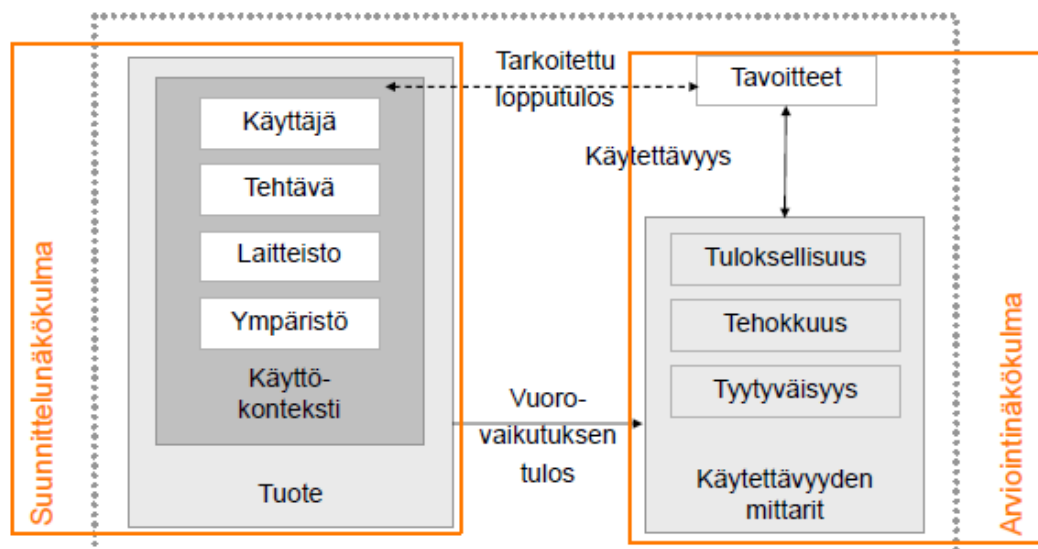 Suunnittelunäkökulma
Käyttäjä
Tehtävä
Laitteisto
Ympäristö
Käyttö-
konteksti
Tuote
Tarkoitettu
lopputulos
Käytettävyys
Vuoro-
vaikutuksen
tulos
Tavoitteet
Tuloksellisuus
Tehokkuus
Tyytyväisyys
Käytettävyyden
mittarit
Arviointinäkökulma